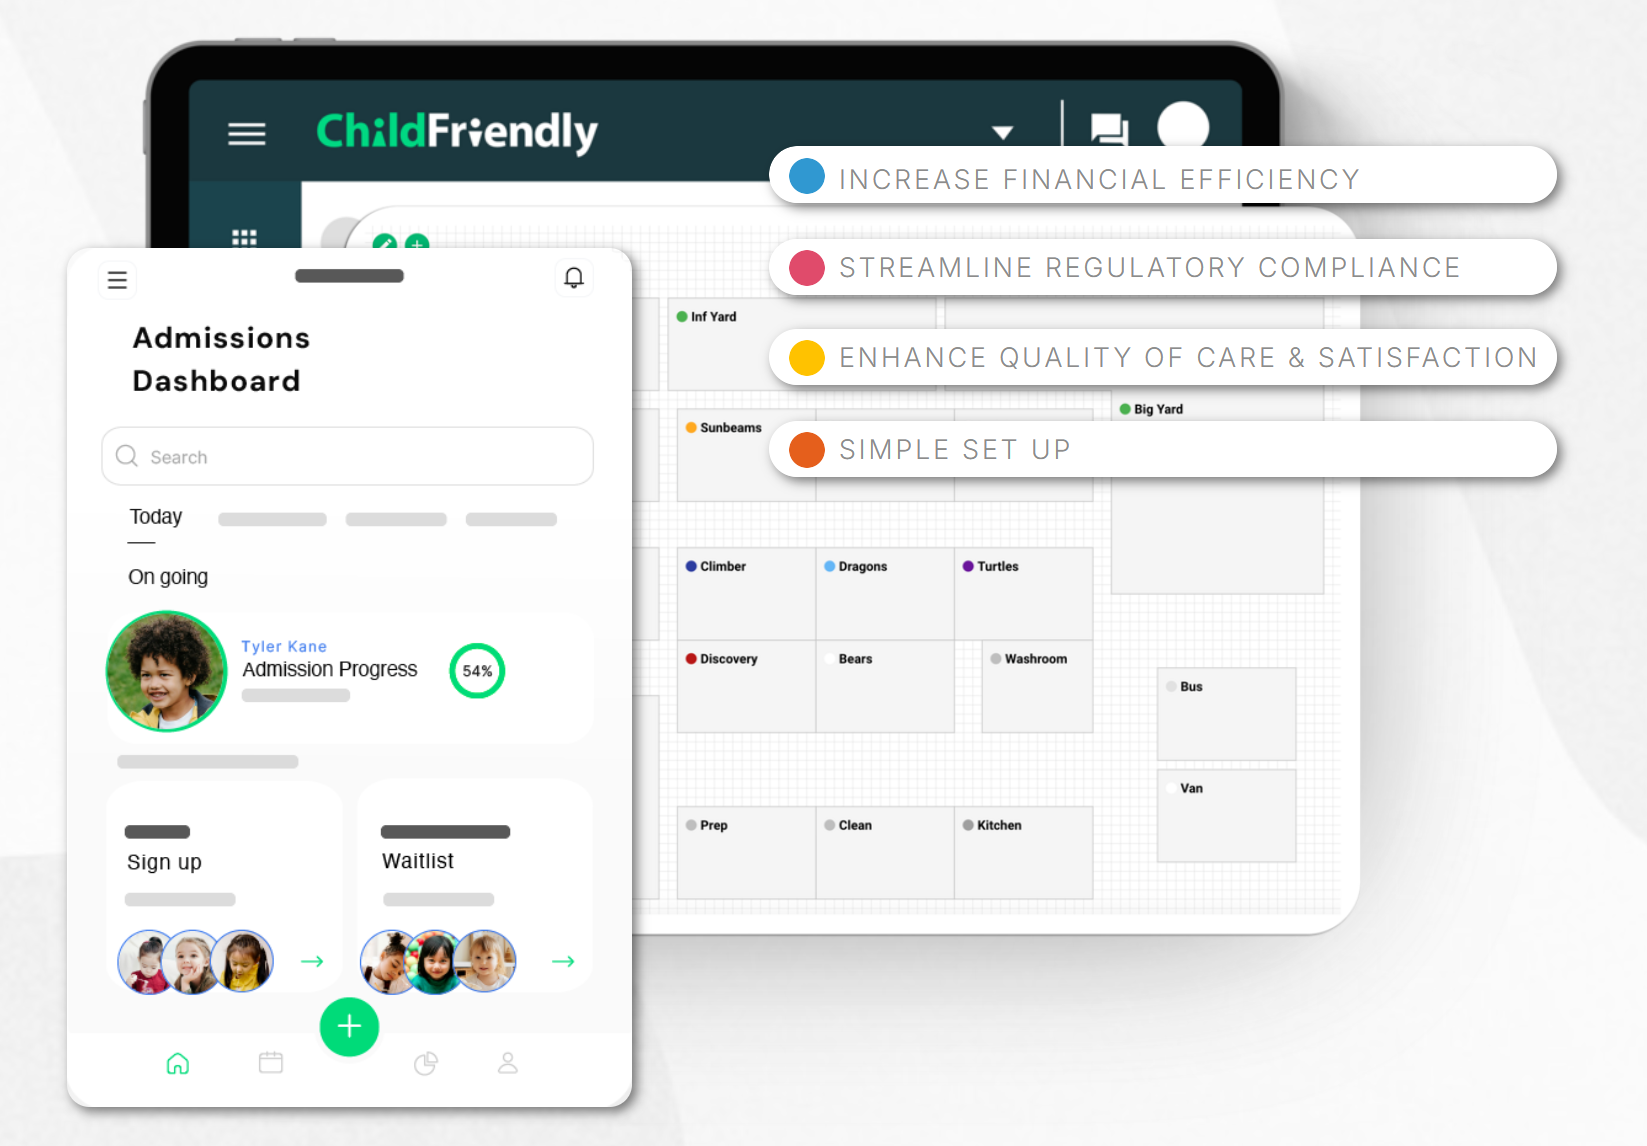 ChildFriendly
INCREASE FINANCIAL EFFICIENCY
STREAMLINE REGULATORY COMPLIANCE
ENHANCE QUALITY OF CARE & SATISFACTION
SIMPLE SET UP
Admissions
Dashboard
Search
Today
On going
Tyler Kane
Admission Progress
54%
Sign up
Waitlist
Inf Yard
Big Yard
Sunbeams
Climber
Dragons
Turtles
Discovery
Bears
Washroom
Bus
Van
Prep
Clean
Kitchen